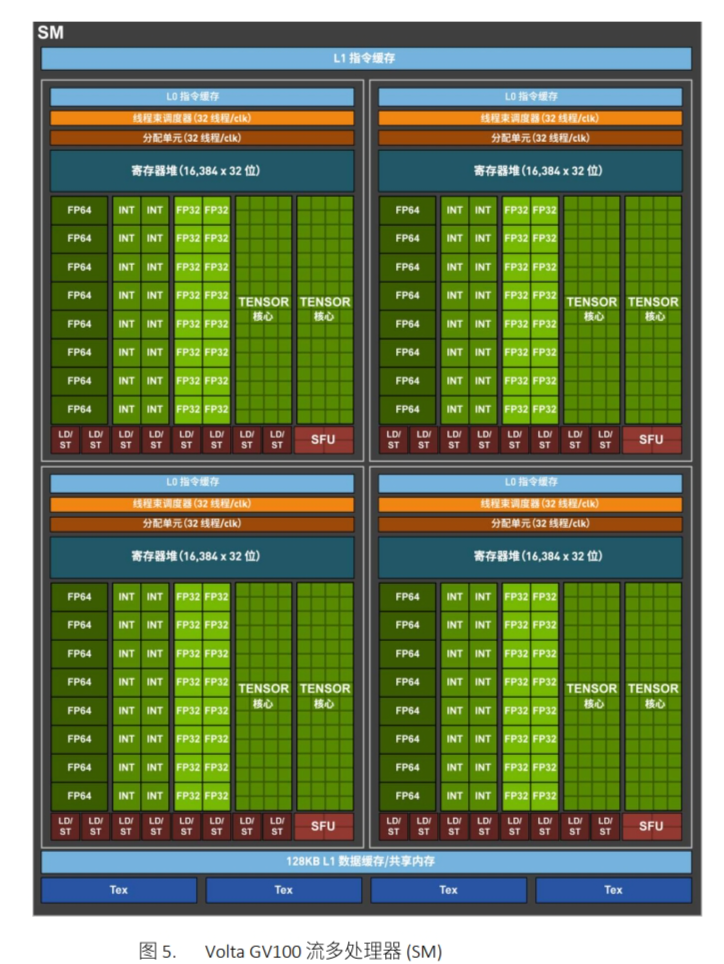 SM
L1 指令缓存
L0 指令缓存
线程束调度器 (32 线程/clk)
分配单元 (32 线程/clk)
寄存器堆 (16,384 x 32 位)
FP64 INT INT FP32 FP32
FP64 INT INT FP32 FP32
FP64 INT INT FP32 FP32
FP64 INT INT FP32 FP32
FP64 INT INT FP32 FP32
FP64 INT INT FP32 FP32
FP64 INT INT FP32 FP32
FP64 INT INT FP32 FP32
TENSOR TENSOR
核心 核心
LD/ LD/ LD/ LD/ LD/ LD/ LD/ LD/
ST ST ST ST ST ST ST ST
SFU
L0 指令缓存
线程束调度器 (32 线程/clk)
分配单元 (32 线程/clk)
寄存器堆 (16,384 x 32 位)
FP64 INT INT FP32 FP32
FP64 INT INT FP32 FP32
FP64 INT INT FP32 FP32
FP64 INT INT FP32 FP32
FP64 INT INT FP32 FP32
FP64 INT INT FP32 FP32
FP64 INT INT FP32 FP32
FP64 INT INT FP32 FP32
TENSOR TENSOR
核心 核心
LD/ LD/ LD/ LD/ LD/ LD/ LD/ LD/
ST ST ST ST ST ST ST ST
SFU
L0 指令缓存
线程束调度器 (32 线程/clk)
分配单元 (32 线程/clk)
寄存器堆 (16,384 x 32 位)
FP64 INT INT FP32 FP32
FP64 INT INT FP32 FP32
FP64 INT INT FP32 FP32
FP64 INT INT FP32 FP32
FP64 INT INT FP32 FP32
FP64 INT INT FP32 FP32
FP64 INT INT FP32 FP32
FP64 INT INT FP32 FP32
TENSOR TENSOR
核心 核心
LD/ LD/ LD/ LD/ LD/ LD/ LD/ LD/
ST ST ST ST ST ST ST ST
SFU
L0 指令缓存
线程束调度器 (32 线程/clk)
分配单元 (32 线程/clk)
寄存器堆 (16,384 x 32 位)
FP64 INT INT FP32 FP32
FP64 INT INT FP32 FP32
FP64 INT INT FP32 FP32
FP64 INT INT FP32 FP32
FP64 INT INT FP32 FP32
FP64 INT INT FP32 FP32
FP64 INT INT FP32 FP32
FP64 INT INT FP32 FP32
TENSOR TENSOR
核心 核心
LD/ LD/ LD/ LD/ LD/ LD/ LD/ LD/
ST ST ST ST ST ST ST ST
SFU
128KB L1 数据缓存/共享内存
Tex Tex Tex Tex
图 5. Volta GV100 流多处理器 (SM)